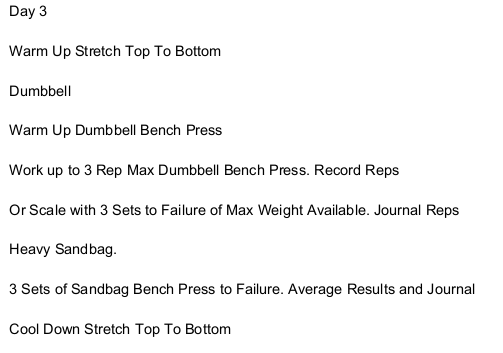 Day 3
Warm Up Stretch Top To Bottom
Dumbbell
Warm Up Dumbbell Bench Press
Work up to 3 Rep Max Dumbbell Bench Press. Record Reps
Or Scale with 3 Sets to Failure of Max Weight Available. Journal Reps
Heavy Sandbag.
3 Sets of Sandbag Bench Press to Failure. Average Results and Journal
Cool Down Stretch Top To Bottom